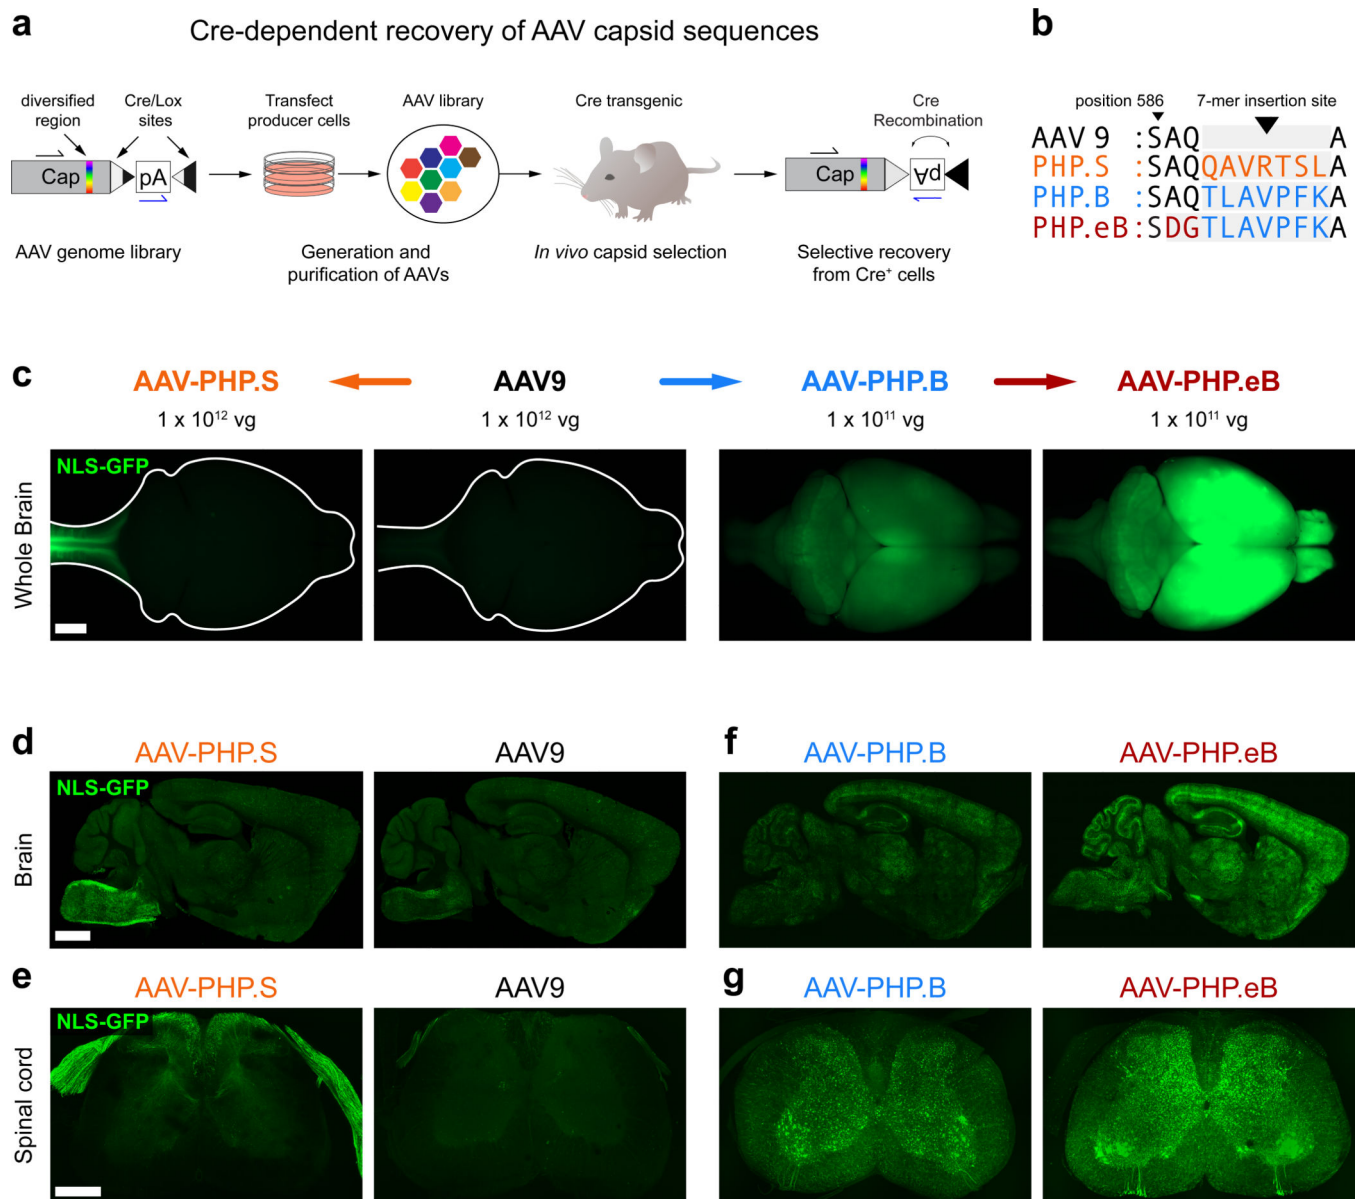 a
Cre-dependent recovery of AAV capsid sequences
diversified region
Cre/Lox sites
Transfect producer cells
AAV library
Cre transgenic
Cre Recombination
Cap
pA
Cap
pA
AAV genome library
Generation and purification of AAVs
In vivo capsid selection
Selective recovery from Cre⁺ cells
b
position 586
7-mer insertion site
AAV 9 :SAQ A
PHP.S :SAQQAVRTSLA
PHP.B :SAQTLAVPFKA
PHP.eB:SDGTLAVPFKA
c
AAV-PHP.S
AAV9
AAV-PHP.B
AAV-PHP.eB
1 x 10¹² vg
1 x 10¹² vg
1 x 10¹¹ vg
1 x 10¹¹ vg
Whole Brain
NLS-GFP
d
AAV-PHP.S
AAV9
f
AAV-PHP.B
AAV-PHP.eB
Brain
NLS-GFP
e
AAV-PHP.S
AAV9
g
AAV-PHP.B
AAV-PHP.eB
Spinal cord
NLS-GFP